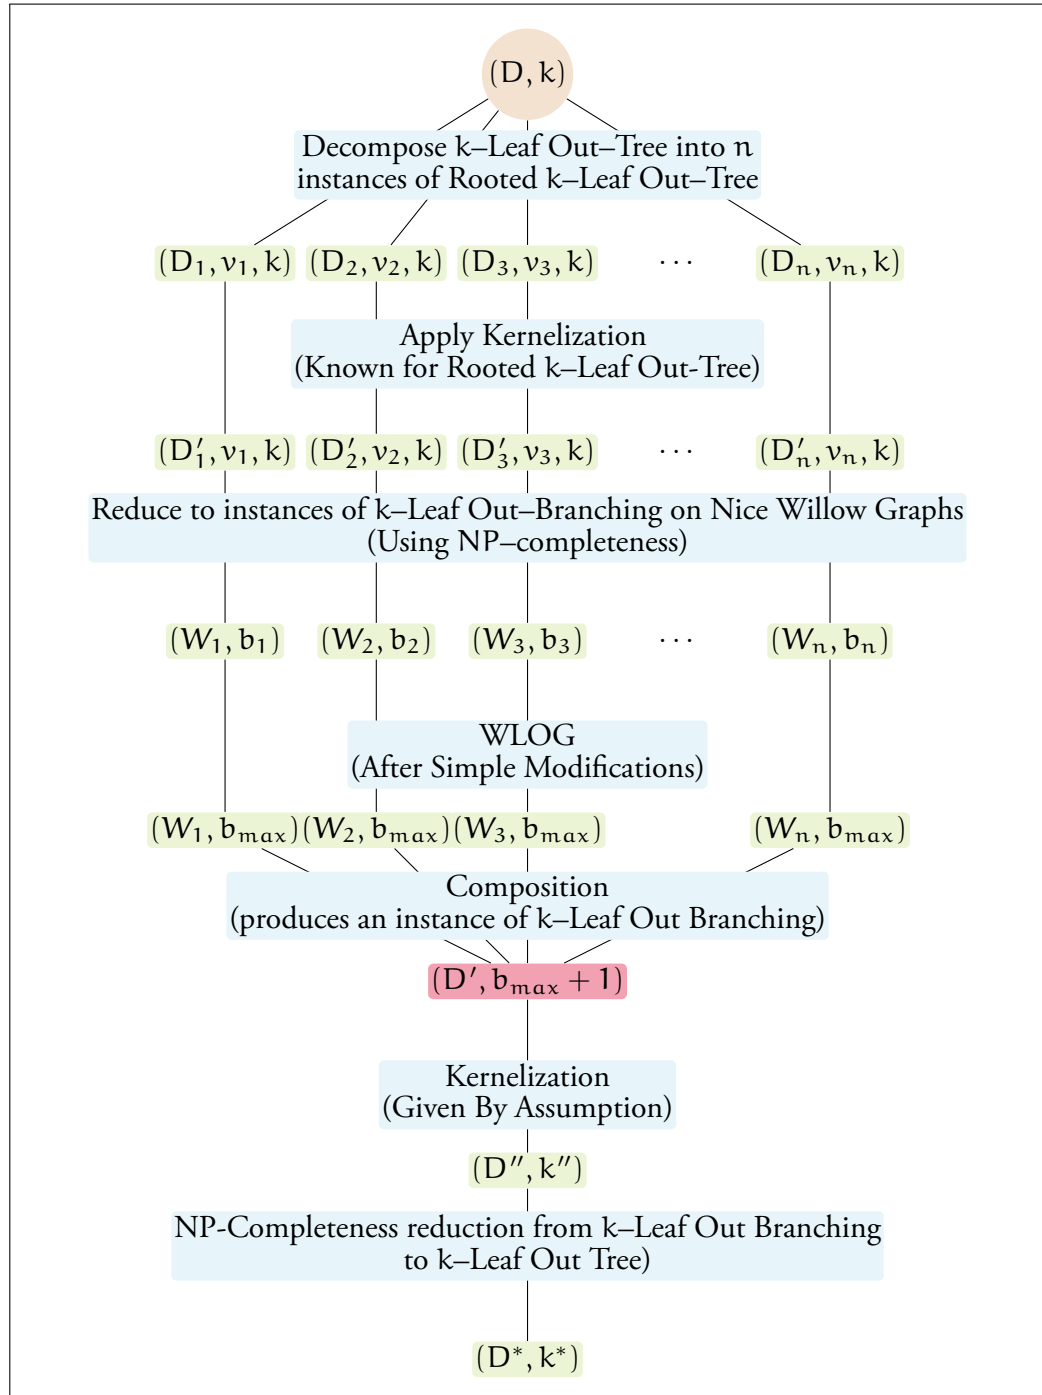 (D, k)
Decompose k–Leaf Out–Tree into n
instances of Rooted k–Leaf Out–Tree
(D₁, v₁, k) (D₂, v₂, k) (D₃, v₃, k) ··· (Dₙ, vₙ, k)
Apply Kernelization
(Known for Rooted k–Leaf Out-Tree)
(D′₁, v₁, k) (D′₂, v₂, k) (D′₃, v₃, k) ··· (D′ₙ, vₙ, k)
Reduce to instances of k–Leaf Out–Branching on Nice Willow Graphs
(Using NP–completeness)
(W₁, b₁) (W₂, b₂) (W₃, b₃) ··· (Wₙ, bₙ)
WLOG
(After Simple Modifications)
(W₁, bₘₐₓ) (W₂, bₘₐₓ) (W₃, bₘₐₓ) (Wₙ, bₘₐₓ)
Composition
(produces an instance of k–Leaf Out Branching)
(D′, bₘₐₓ + 1)
Kernelization
(Given By Assumption)
(D′′, k′′)
NP-Completeness reduction from k–Leaf Out Branching
to k–Leaf Out Tree)
(D*, k*)